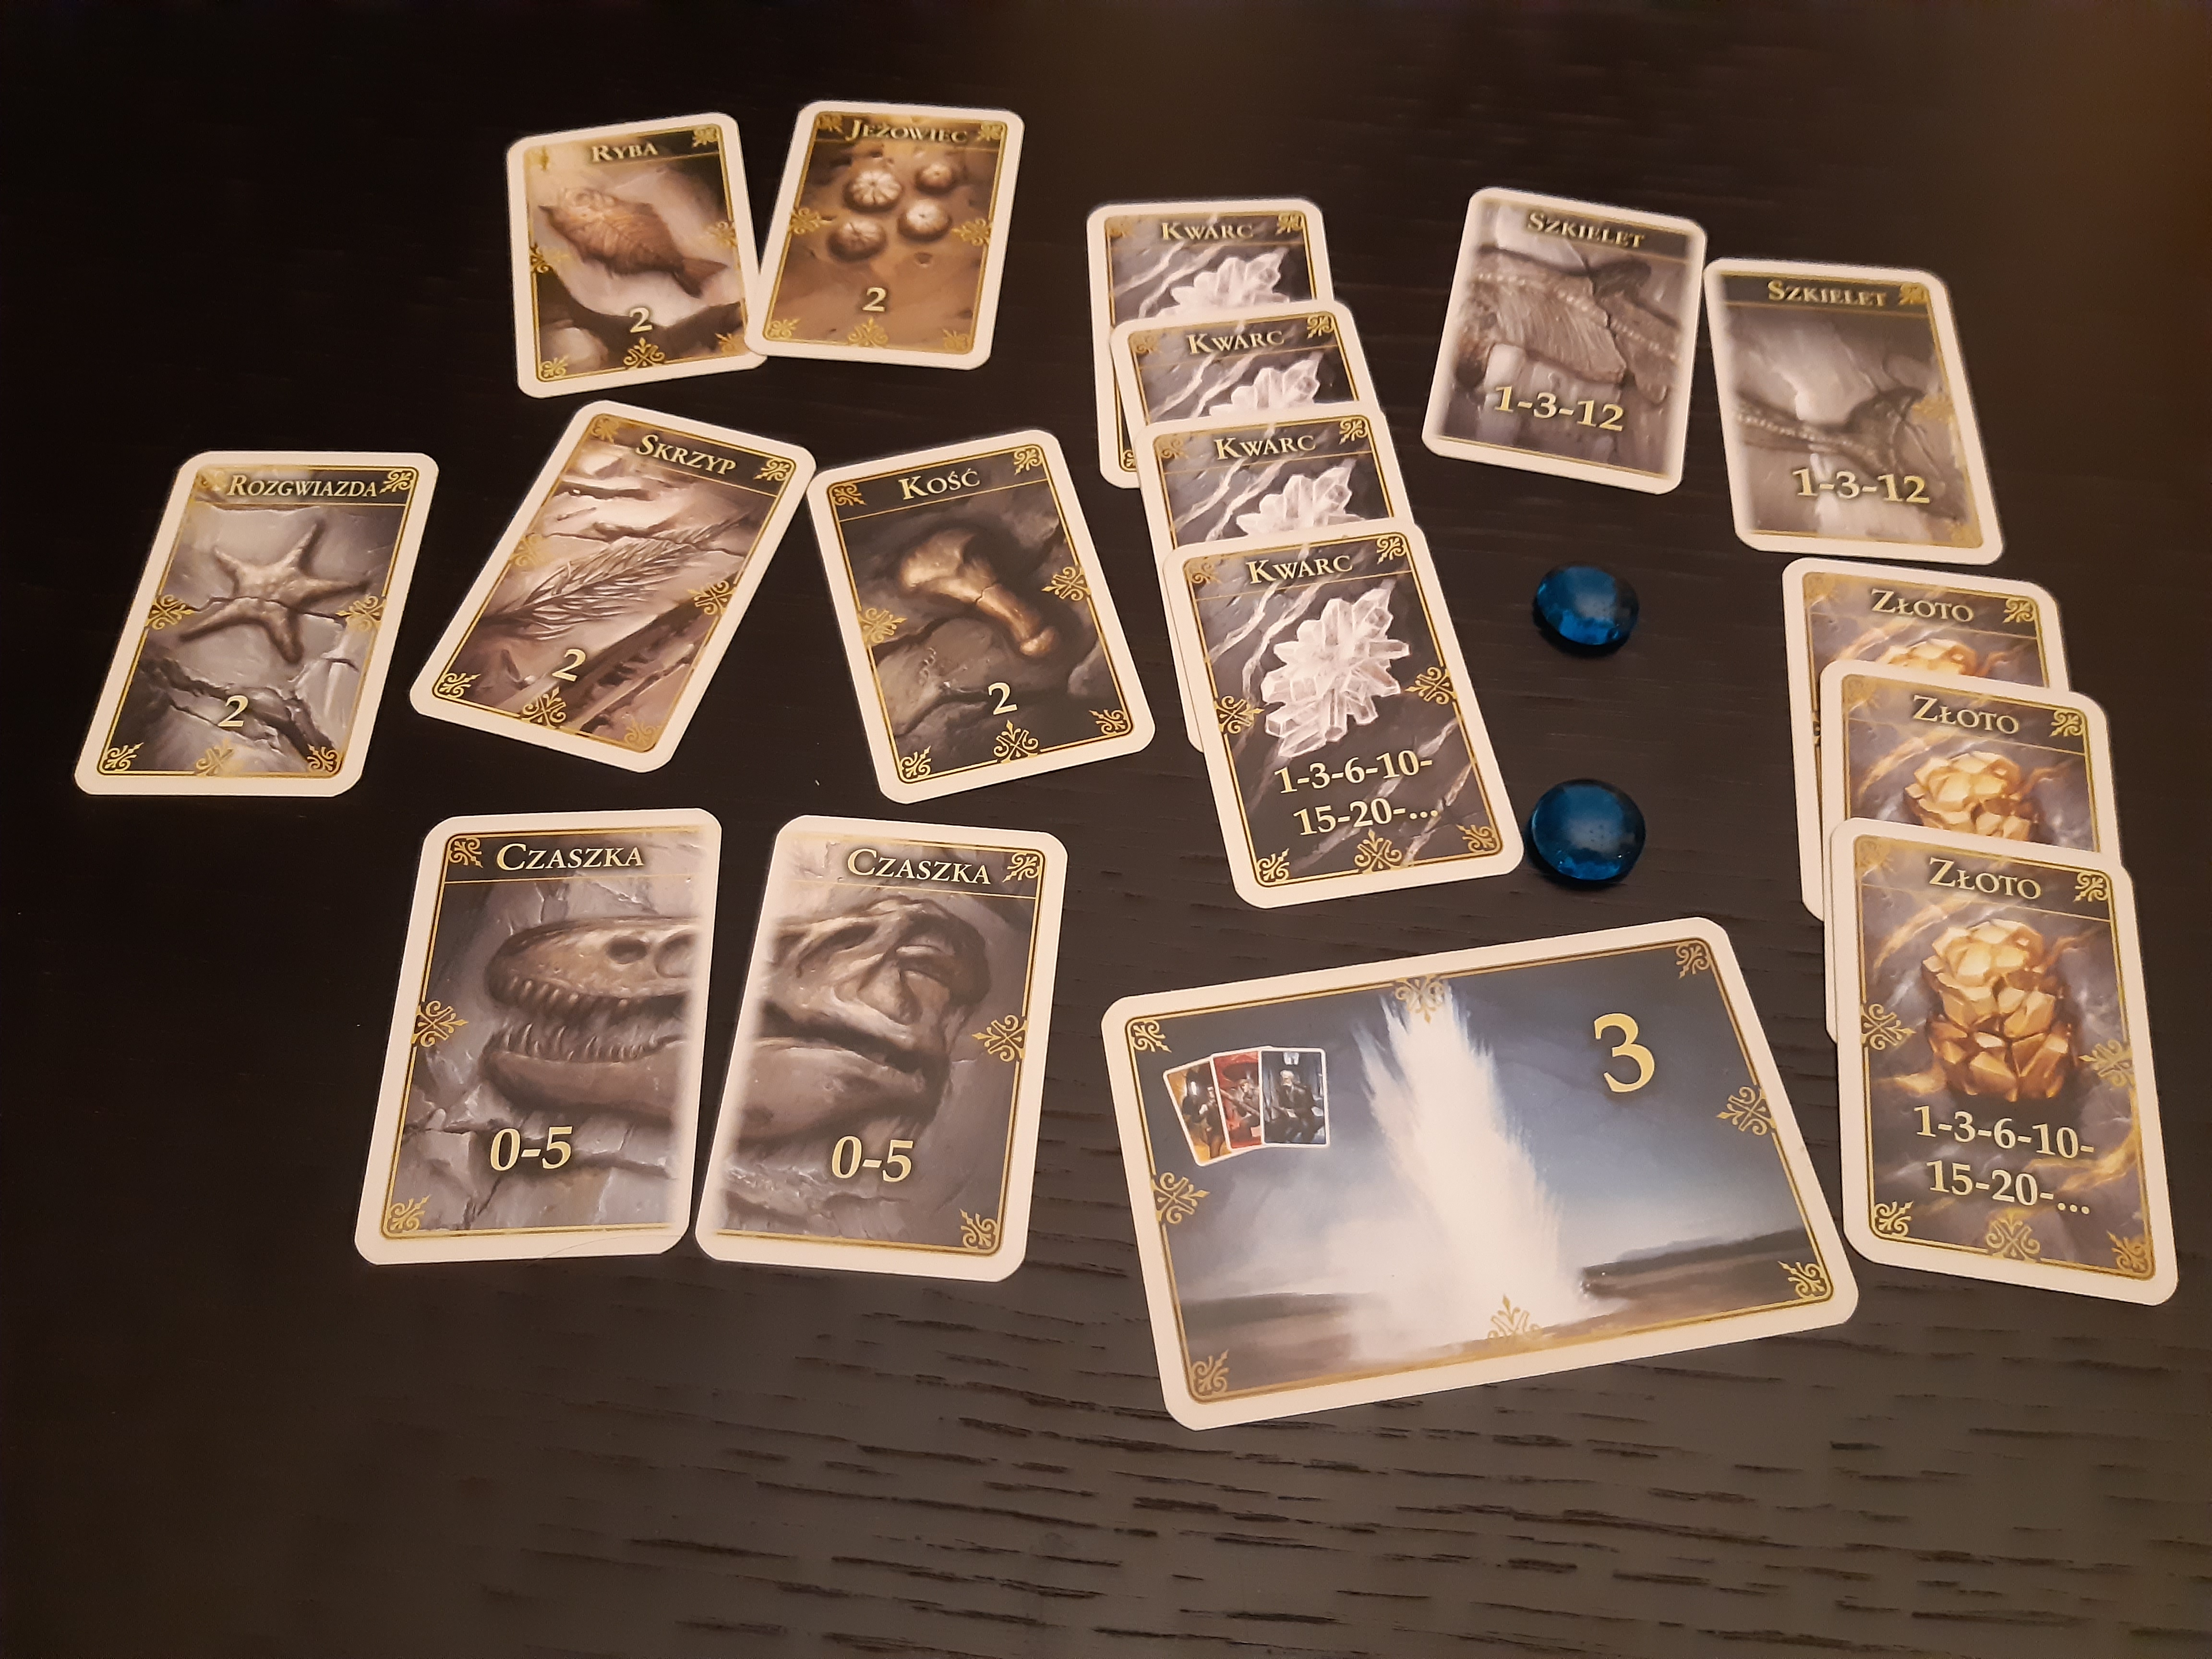 Ryba
2
Jeżowiec
2
Kwarc
Kwarc
Kwarc
Kwarc
1-3-6-10-
15-20-...
Szkielet
1-3-12
Szkielet
1-3-12
Rozgwiazda
2
Skrzyp
2
Kość
2
Złoto
Złoto
Złoto
1-3-6-10-
15-20-...
Czaszka
0-5
Czaszka
0-5
3